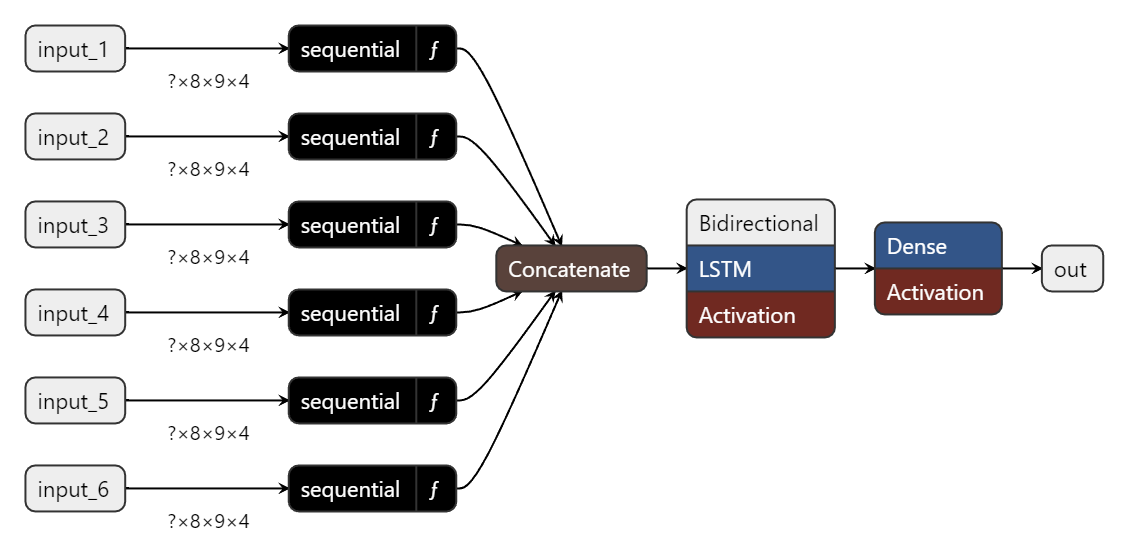 input_1
sequential ƒ
?×8×9×4
input_2
sequential ƒ
?×8×9×4
input_3
sequential ƒ
?×8×9×4
input_4
sequential ƒ
?×8×9×4
input_5
sequential ƒ
?×8×9×4
input_6
sequential ƒ
?×8×9×4
Concatenate
Bidirectional
LSTM
Activation
Dense
Activation
out